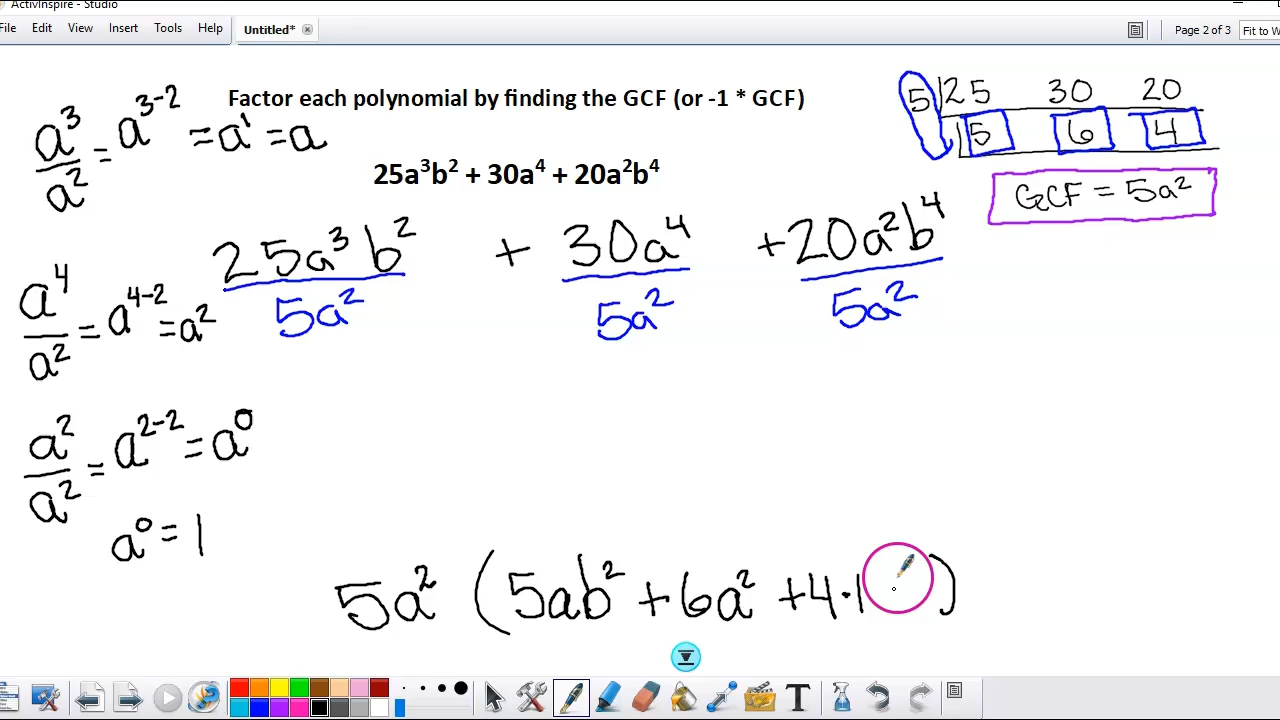 ActivInspire - Studio
File Edit View Insert Tools Help Untitled* Page 2 of 3 Fit to W
Factor each polynomial by finding the GCF (or -1 * GCF)
25a³b² + 30a⁴ + 20a²b⁴
5 25 30 20
5 6 4
GCF = 5a²
a³/a² = a³⁻² = a¹ = a
25a³b²/5a² + 30a⁴/5a² + 20a²b⁴/5a²
a⁴/a² = a⁴⁻² = a²
a²/a² = a²⁻² = a⁰
a⁰ = 1
5a² (5ab² + 6a² + 4·1 )
T